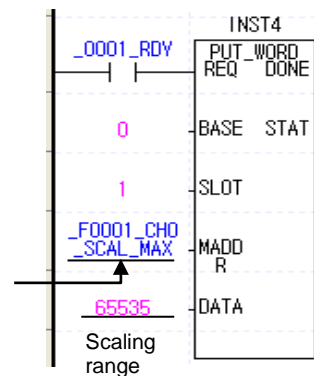 INST4
_0001_RDY PUT_WORD
REQ DONE
0 BASE STAT
1 SLOT
_F0001_CH0
_SCAL_MAX MADD
R
65535 DATA
Scaling
range